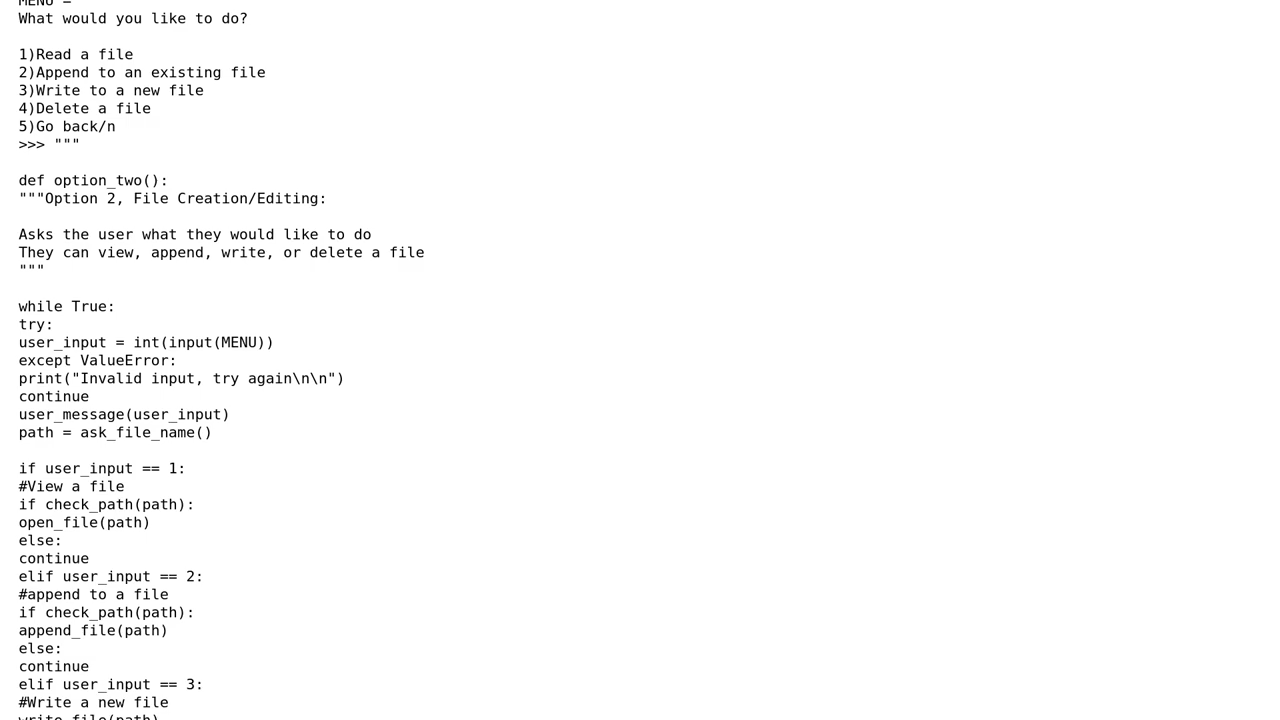 MENU =
What would you like to do?
1)Read a file
2)Append to an existing file
3)Write to a new file
4)Delete a file
5)Go back/n
>>> """
def option_two():
"""Option 2, File Creation/Editing:
Asks the user what they would like to do
They can view, append, write, or delete a file
"""
while True:
try:
user_input = int(input(MENU))
except ValueError:
print("Invalid input, try again\n\n")
continue
user_message(user_input)
path = ask_file_name()
if user_input == 1:
#View a file
if check_path(path):
open_file(path)
else:
continue
elif user_input == 2:
#append to a file
if check_path(path):
append_file(path)
else:
continue
elif user_input == 3:
#Write a new file
write_file(path)